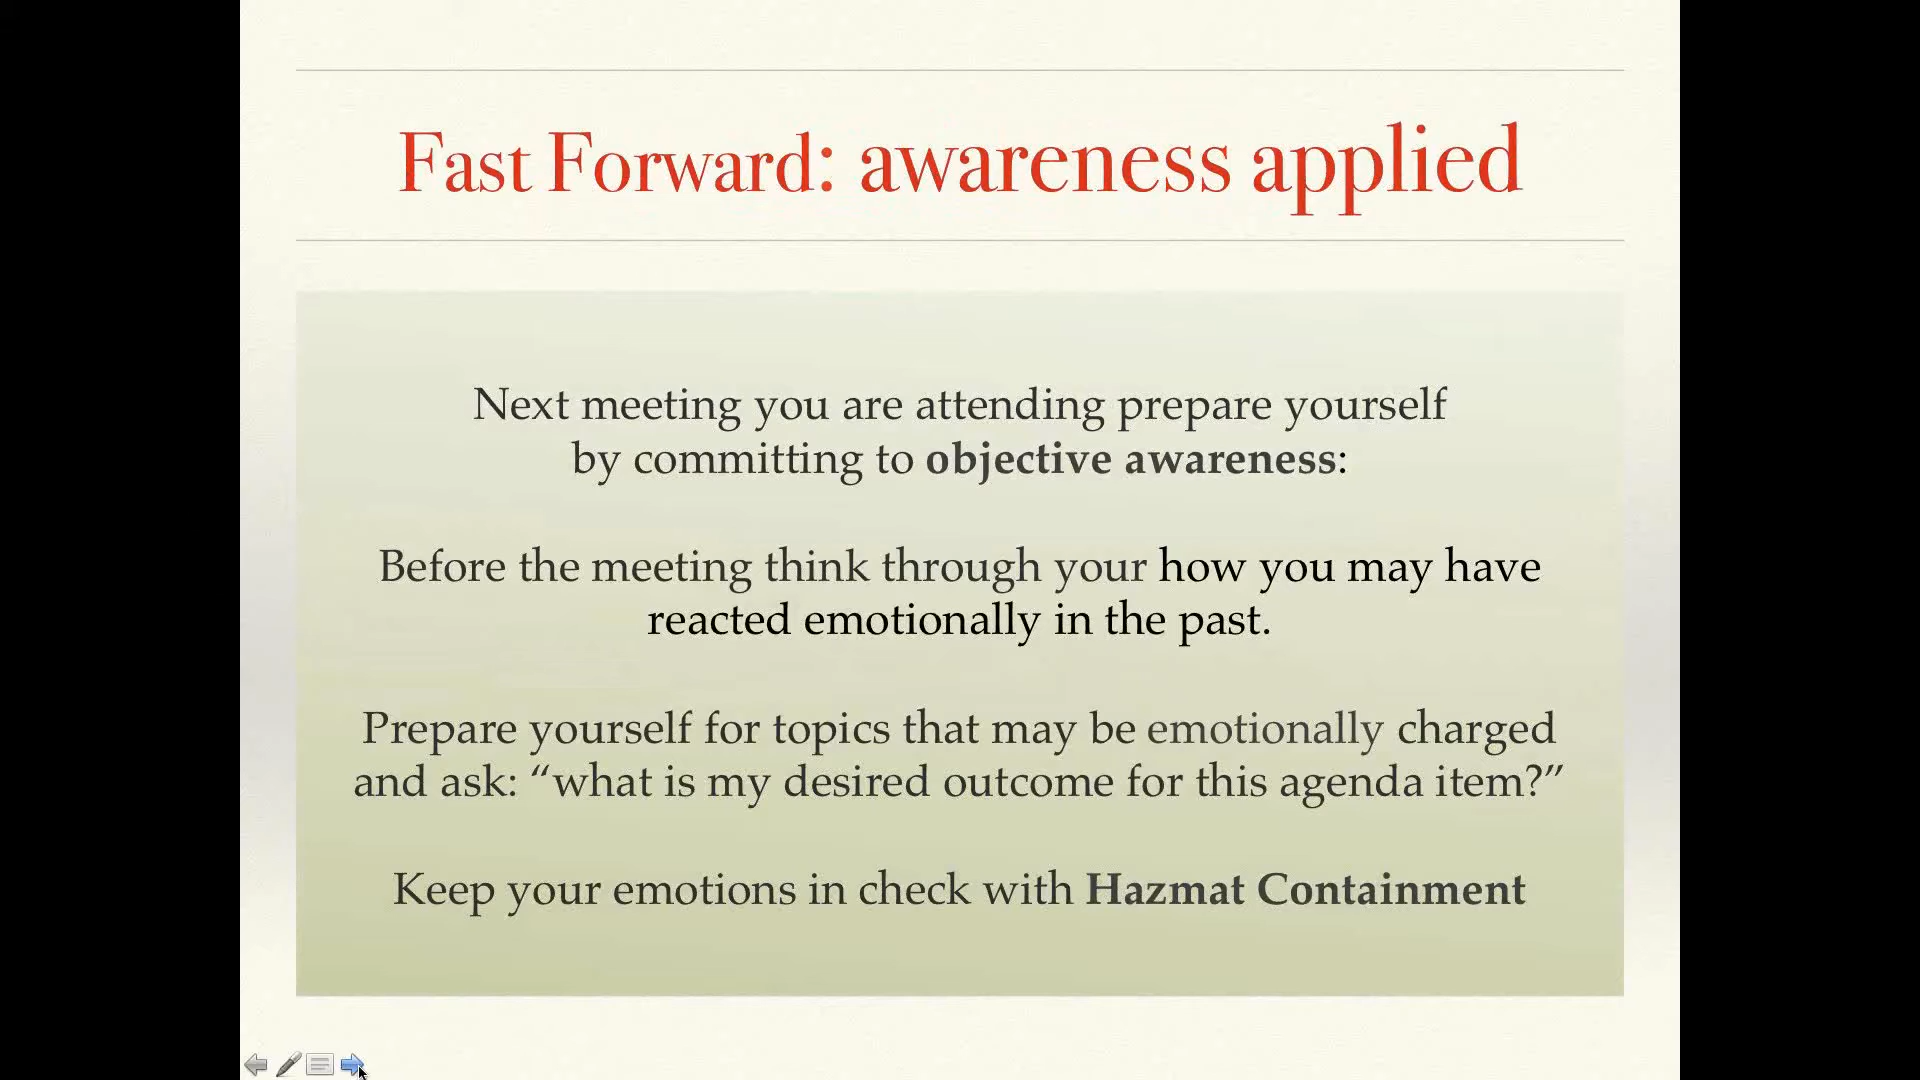 Fast Forward: awareness applied
Next meeting you are attending prepare yourself
by committing to objective awareness:
Before the meeting think through your how you may have
reacted emotionally in the past.
Prepare yourself for topics that may be emotionally charged
and ask: “what is my desired outcome for this agenda item?”
Keep your emotions in check with Hazmat Containment